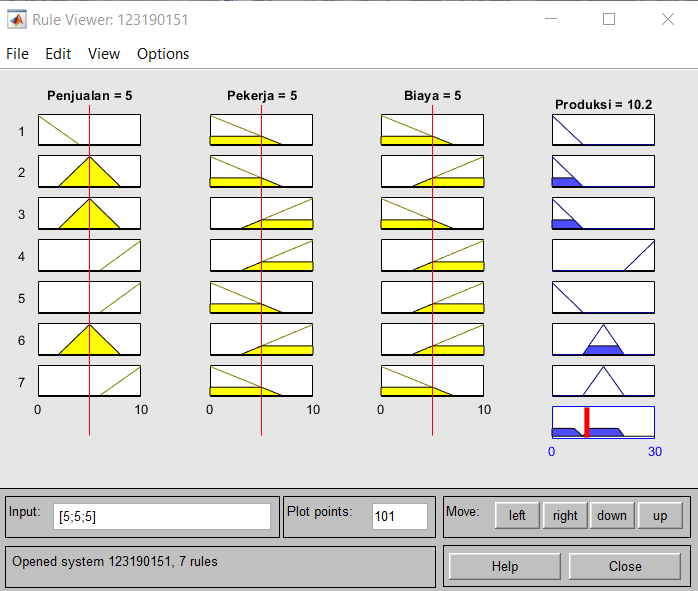 Rule Viewer: 123190151
File Edit View Options
Penjualan = 5 Pekerja = 5 Biaya = 5 Produksi = 10.2
1
2
3
4
5
6
7
0 10 0 10 0 10
0 30
Input: [5;5;5] Plot points: 101 Move: left right down up
Opened system 123190151, 7 rules Help Close